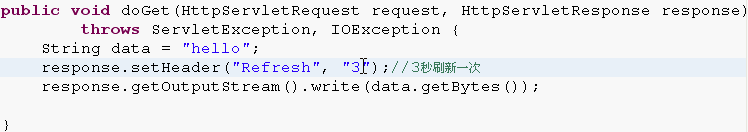 public void doGet(HttpServletRequest request, HttpServletResponse response)
throws ServletException, IOException {
String data = "hello";
response.setHeader("Refresh", "3");//3秒刷新一次
response.getOutputStream().write(data.getBytes());
}